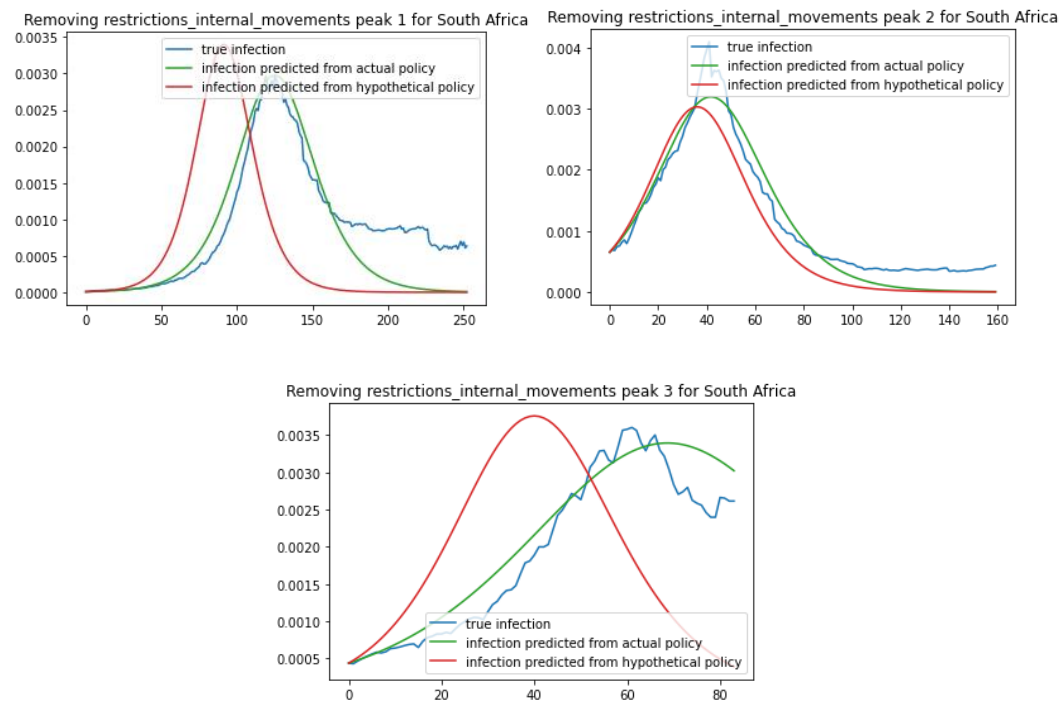 Removing restrictions_internal_movements peak 1 for South Africa
0.0035
0.0030
0.0025
0.0020
0.0015
0.0010
0.0005
0.0000
true infection
infection predicted from actual policy
infection predicted from hypothetical policy
0 50 100 150 200 250
Removing restrictions_internal_movements peak 2 for South Africa
0.004
0.003
0.002
0.001
0.000
true infection
infection predicted from actual policy
infection predicted from hypothetical policy
0 20 40 60 80 100 120 140 160
Removing restrictions_internal_movements peak 3 for South Africa
0.0035
0.0030
0.0025
0.0020
0.0015
0.0010
0.0005
true infection
infection predicted from actual policy
infection predicted from hypothetical policy
0 20 40 60 80